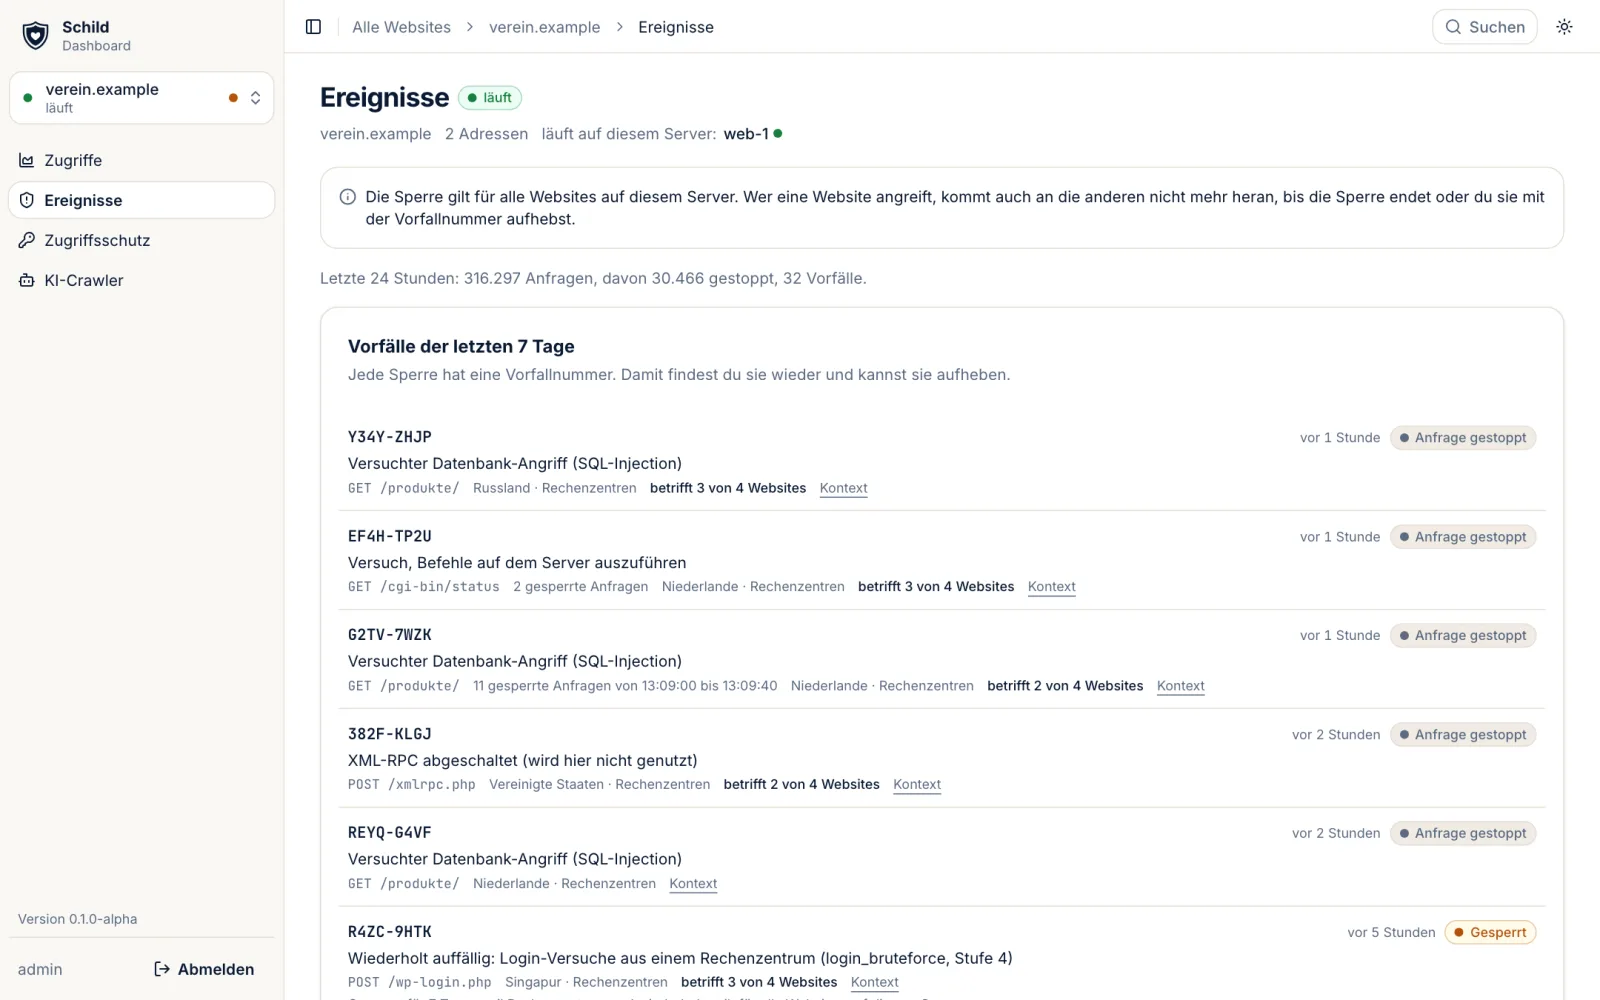 Schild
Dashboard
verein.example
läuft
Zugriffe
Ereignisse
Zugriffsschutz
KI-Crawler
Version 0.1.0-alpha
admin
Abmelden
Alle Websites > verein.example > Ereignisse
Suchen
Ereignisse läuft
verein.example 2 Adressen läuft auf diesem Server: web-1
Die Sperre gilt für alle Websites auf diesem Server. Wer eine Website angreift, kommt auch an die anderen nicht mehr heran, bis die Sperre endet oder du sie mit
der Vorfallnummer aufhebst.
Letzte 24 Stunden: 316.297 Anfragen, davon 30.466 gestoppt, 32 Vorfälle.
Vorfälle der letzten 7 Tage
Jede Sperre hat eine Vorfallnummer. Damit findest du sie wieder und kannst sie aufheben.
Y34Y-ZHJP vor 1 Stunde Anfrage gestoppt
Versuchter Datenbank-Angriff (SQL-Injection)
GET /produkte/ Russland · Rechenzentren betrifft 3 von 4 Websites Kontext
EF4H-TP2U vor 1 Stunde Anfrage gestoppt
Versuch, Befehle auf dem Server auszuführen
GET /cgi-bin/status 2 gesperrte Anfragen Niederlande · Rechenzentren betrifft 3 von 4 Websites Kontext
G2TV-7WZK vor 1 Stunde Anfrage gestoppt
Versuchter Datenbank-Angriff (SQL-Injection)
GET /produkte/ 11 gesperrte Anfragen von 13:09:00 bis 13:09:40 Niederlande · Rechenzentren betrifft 2 von 4 Websites Kontext
382F-KLGJ vor 2 Stunden Anfrage gestoppt
XML-RPC abgeschaltet (wird hier nicht genutzt)
POST /xmlrpc.php Vereinigte Staaten · Rechenzentren betrifft 2 von 4 Websites Kontext
REYQ-G4VF vor 2 Stunden Anfrage gestoppt
Versuchter Datenbank-Angriff (SQL-Injection)
GET /produkte/ Niederlande · Rechenzentren Kontext
R4ZC-9HTK vor 5 Stunden Gesperrt
Wiederholt auffällig: Login-Versuche aus einem Rechenzentrum (login_bruteforce, Stufe 4)
POST /wp-login.php Singapur · Rechenzentren betrifft 3 von 4 Websites Kontext